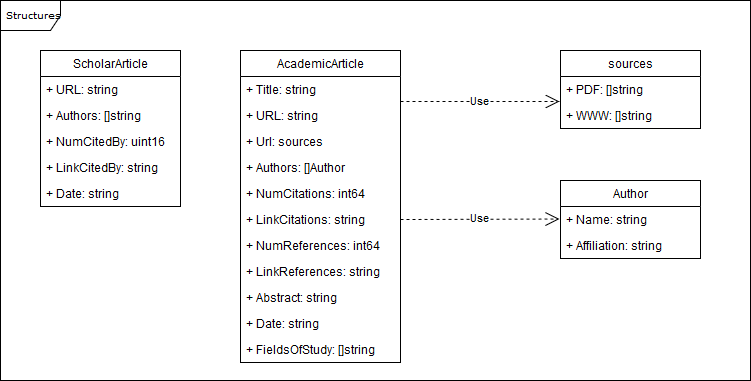 Structures
ScholarArticle
+ URL: string
+ Authors: []string
+ NumCitedBy: uint16
+ LinkCitedBy: string
+ Date: string
AcademicArticle
+ Title: string
+ URL: string
+ Url: sources
+ Authors: []Author
+ NumCitations: int64
+ LinkCitations: string
+ NumReferences: int64
+ LinkReferences: string
+ Abstract: string
+ Date: string
+ FieldsOfStudy: []string
Use
Use
sources
+ PDF: []string
+ WWW: []string
Author
+ Name: string
+ Affiliation: string